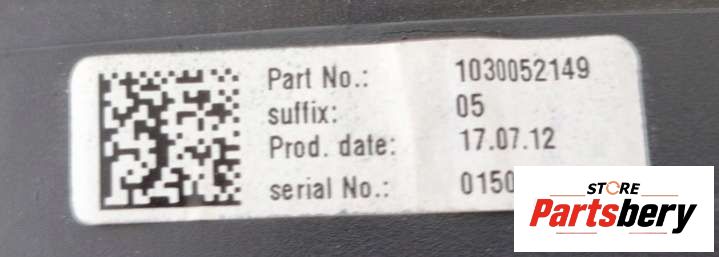 Part No.: 1030052149
suffix: 05
Prod. date: 17.07.12
serial No.: 0150
STORE
Partsbery